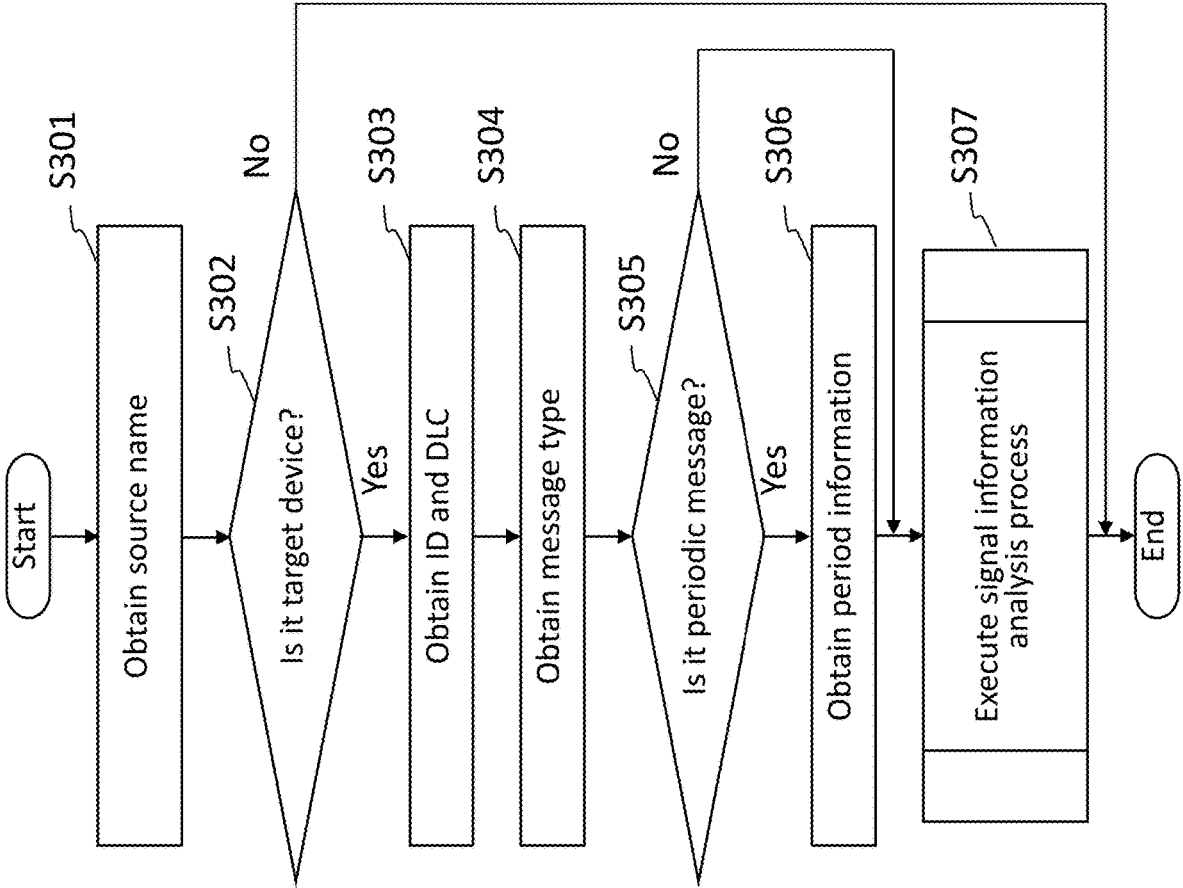 Start
S301
Obtain source name
S302
Is it target device?
No
Yes
S303
Obtain ID and DLC
S304
Obtain message type
S305
Is it periodic message?
No
Yes
S306
Obtain period information
S307
Execute signal information
analysis process
End